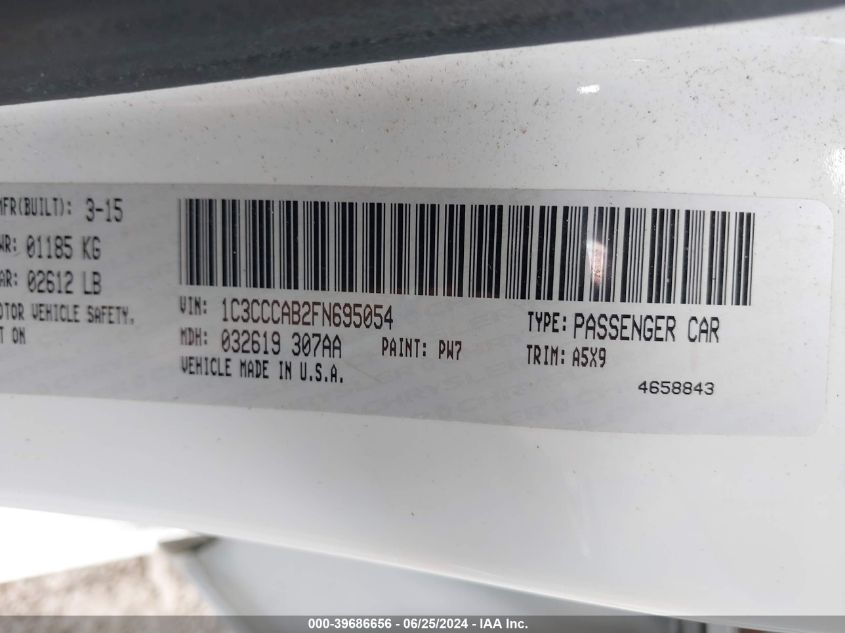 MFR(BUILT): 3-15
WR: 01185 KG
AR: 02612 LB
OTOR VEHICLE SAFETY,
T ON
VIN: 1C3CCCAB2FN695054
TYPE: PASSENGER CAR
MDH: 032619 307AA PAINT: PW7
TRIM: A5X9
VEHICLE MADE IN U.S.A.
4658843
000-39686656 - 06/25/2024 - IAA Inc.